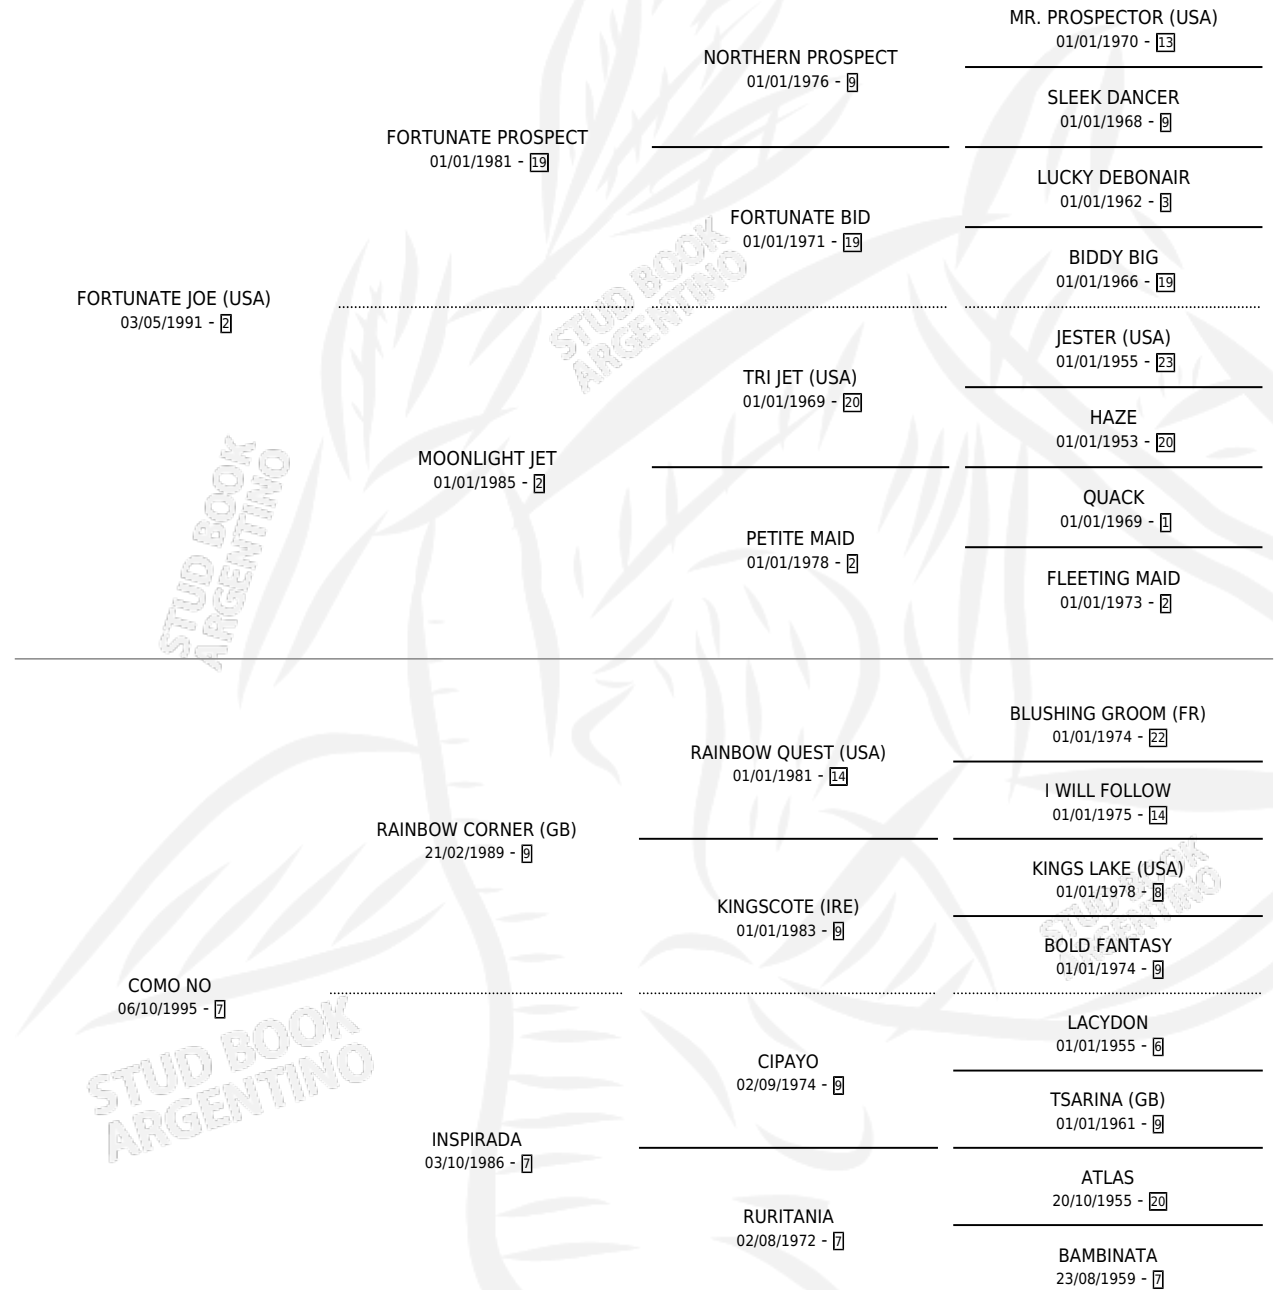 MR. PROSPECTOR (USA)
01/01/1970 - 13
NORTHERN PROSPECT
01/01/1976 - 9
SLEEK DANCER
01/01/1968 - 9
FORTUNATE PROSPECT
01/01/1981 - 19
LUCKY DEBONAIR
01/01/1962 - 3
FORTUNATE BID
01/01/1971 - 19
BIDDY BIG
01/01/1966 - 19
FORTUNATE JOE (USA)
03/05/1991 - 2
JESTER (USA)
01/01/1955 - 23
TRI JET (USA)
01/01/1969 - 20
HAZE
01/01/1953 - 20
MOONLIGHT JET
01/01/1985 - 2
QUACK
01/01/1969 - 1
PETITE MAID
01/01/1978 - 2
FLEETING MAID
01/01/1973 - 2
STUD BOOK
ARGENTINO
STUD BOOK
ARGENTINO
BLUSHING GROOM (FR)
01/01/1974 - 22
RAINBOW QUEST (USA)
01/01/1981 - 14
I WILL FOLLOW
01/01/1975 - 14
RAINBOW CORNER (GB)
21/02/1989 - 9
KINGS LAKE (USA)
01/01/1978 - 8
KINGSCOTE (IRE)
01/01/1983 - 9
BOLD FANTASY
01/01/1974 - 9
STUD BOOK
ARGENTINO
COMO NO
06/10/1995 - 7
LACYDON
01/01/1955 - 6
CIPAYO
02/09/1974 - 9
TSARINA (GB)
01/01/1961 - 9
INSPIRADA
03/10/1986 - 7
ATLAS
20/10/1955 - 20
RURITANIA
02/08/1972 - 7
BAMBINATA
23/08/1959 - 7
STUD BOOK
ARGENTINO